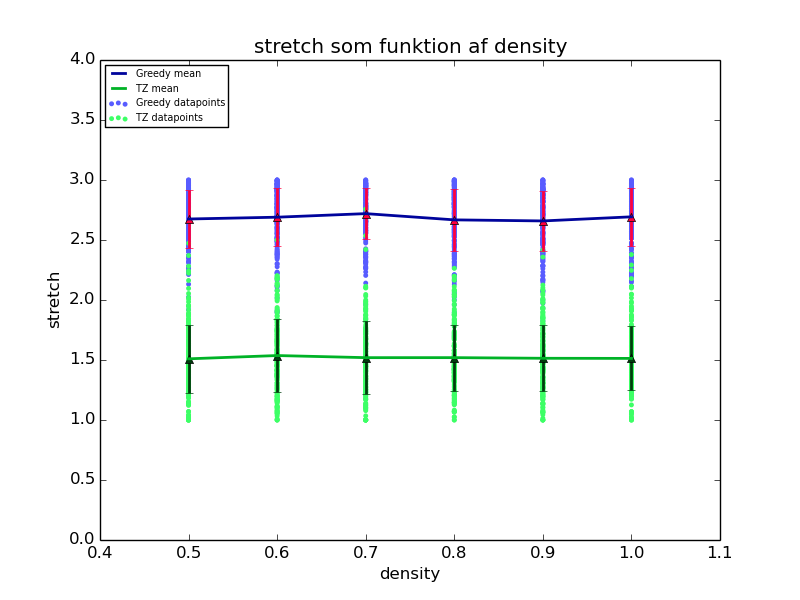 stretch som funktion af density
4.0
3.5
3.0
2.5
2.0
1.5
1.0
0.5
0.0
Greedy mean
TZ mean
Greedy datapoints
TZ datapoints
stretch
0.4 0.5 0.6 0.7 0.8 0.9 1.0 1.1
density